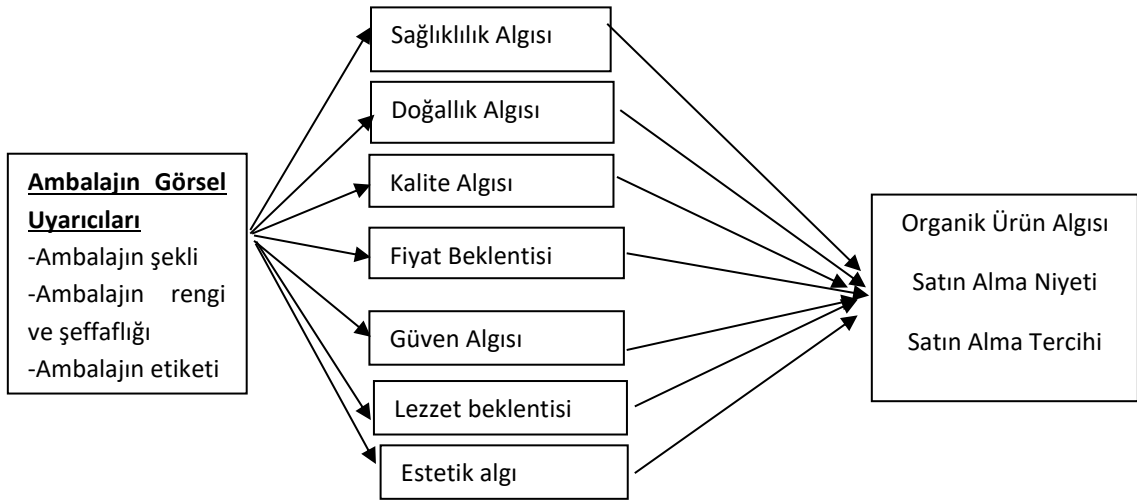 Ambalajın Görsel
Uyarıcıları
-Ambalajın şekli
-Ambalajın rengi
ve şeffaflığı
-Ambalajın etiketi
Sağlıklılık Algısı
Doğallık Algısı
Kalite Algısı
Fiyat Beklentisi
Güven Algısı
Lezzet beklentisi
Estetik algı
Organik Ürün Algısı
Satın Alma Niyeti
Satın Alma Tercihi